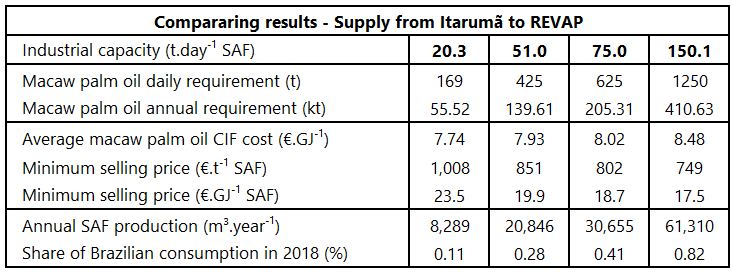 Compararing results - Supply from Itarumã to REVAP
Industrial capacity (t.day⁻¹ SAF) 20.3 51.0 75.0 150.1
Macaw palm oil daily requirement (t) 169 425 625 1250
Macaw palm oil annual requirement (kt) 55.52 139.61 205.31 410.63
Average macaw palm oil CIF cost (€.GJ⁻¹) 7.74 7.93 8.02 8.48
Minimum selling price (€.t⁻¹ SAF) 1,008 851 802 749
Minimum selling price (€.GJ⁻¹ SAF) 23.5 19.9 18.7 17.5
Annual SAF production (m³.year⁻¹) 8,289 20,846 30,655 61,310
Share of Brazilian consumption in 2018 (%) 0.11 0.28 0.41 0.82